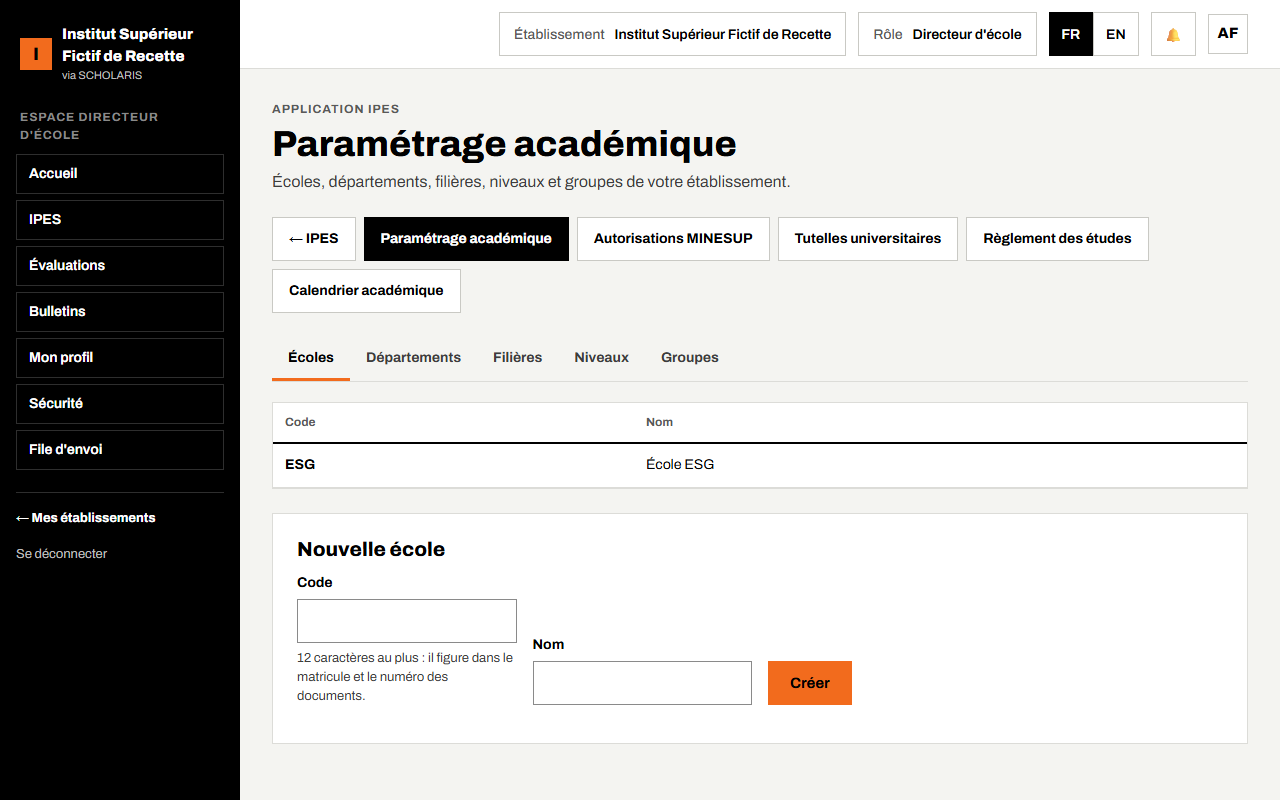 I
Institut Supérieur
Fictif de Recette
via SCHOLARIS
ESPACE DIRECTEUR
D'ÉCOLE
Accueil
IPES
Évaluations
Bulletins
Mon profil
Sécurité
File d'envoi
← Mes établissements
Se déconnecter
Établissement Institut Supérieur Fictif de Recette
Rôle Directeur d'école
FR EN
AF
APPLICATION IPES
Paramétrage académique
Écoles, départements, filières, niveaux et groupes de votre établissement.
← IPES Paramétrage académique Autorisations MINESUP Tutelles universitaires Règlement des études
Calendrier académique
Écoles Départements Filières Niveaux Groupes
Code Nom
ESG École ESG
Nouvelle école
Code
12 caractères au plus : il figure dans le
matricule et le numéro des
documents.
Nom
Créer